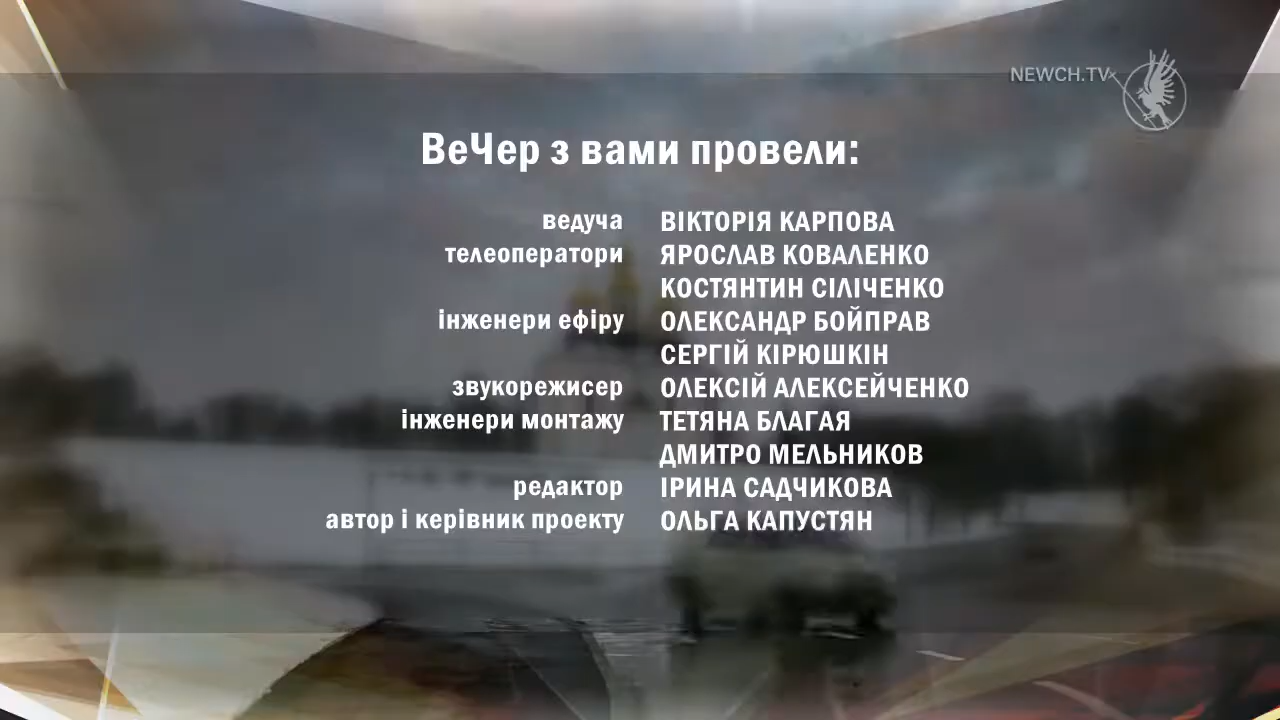 NEWCH.TV
ВеЧер з вами провели:
ведуча ВІКТОРІЯ КАРПОВА
телеоператори ЯРОСЛАВ КОВАЛЕНКО
КОСТЯНТИН СІЛІЧЕНКО
інженери ефіру ОЛЕКСАНДР БОЙПРАВ
СЕРГІЙ КІРЮШКІН
звукорежисер ОЛЕКСІЙ АЛЕКСЕЙЧЕНКО
інженери монтажу ТЕТЯНА БЛАГАЯ
ДМИТРО МЕЛЬНИКОВ
редактор ІРИНА САДЧИКОВА
автор і керівник проекту ОЛЬГА КАПУСТЯН